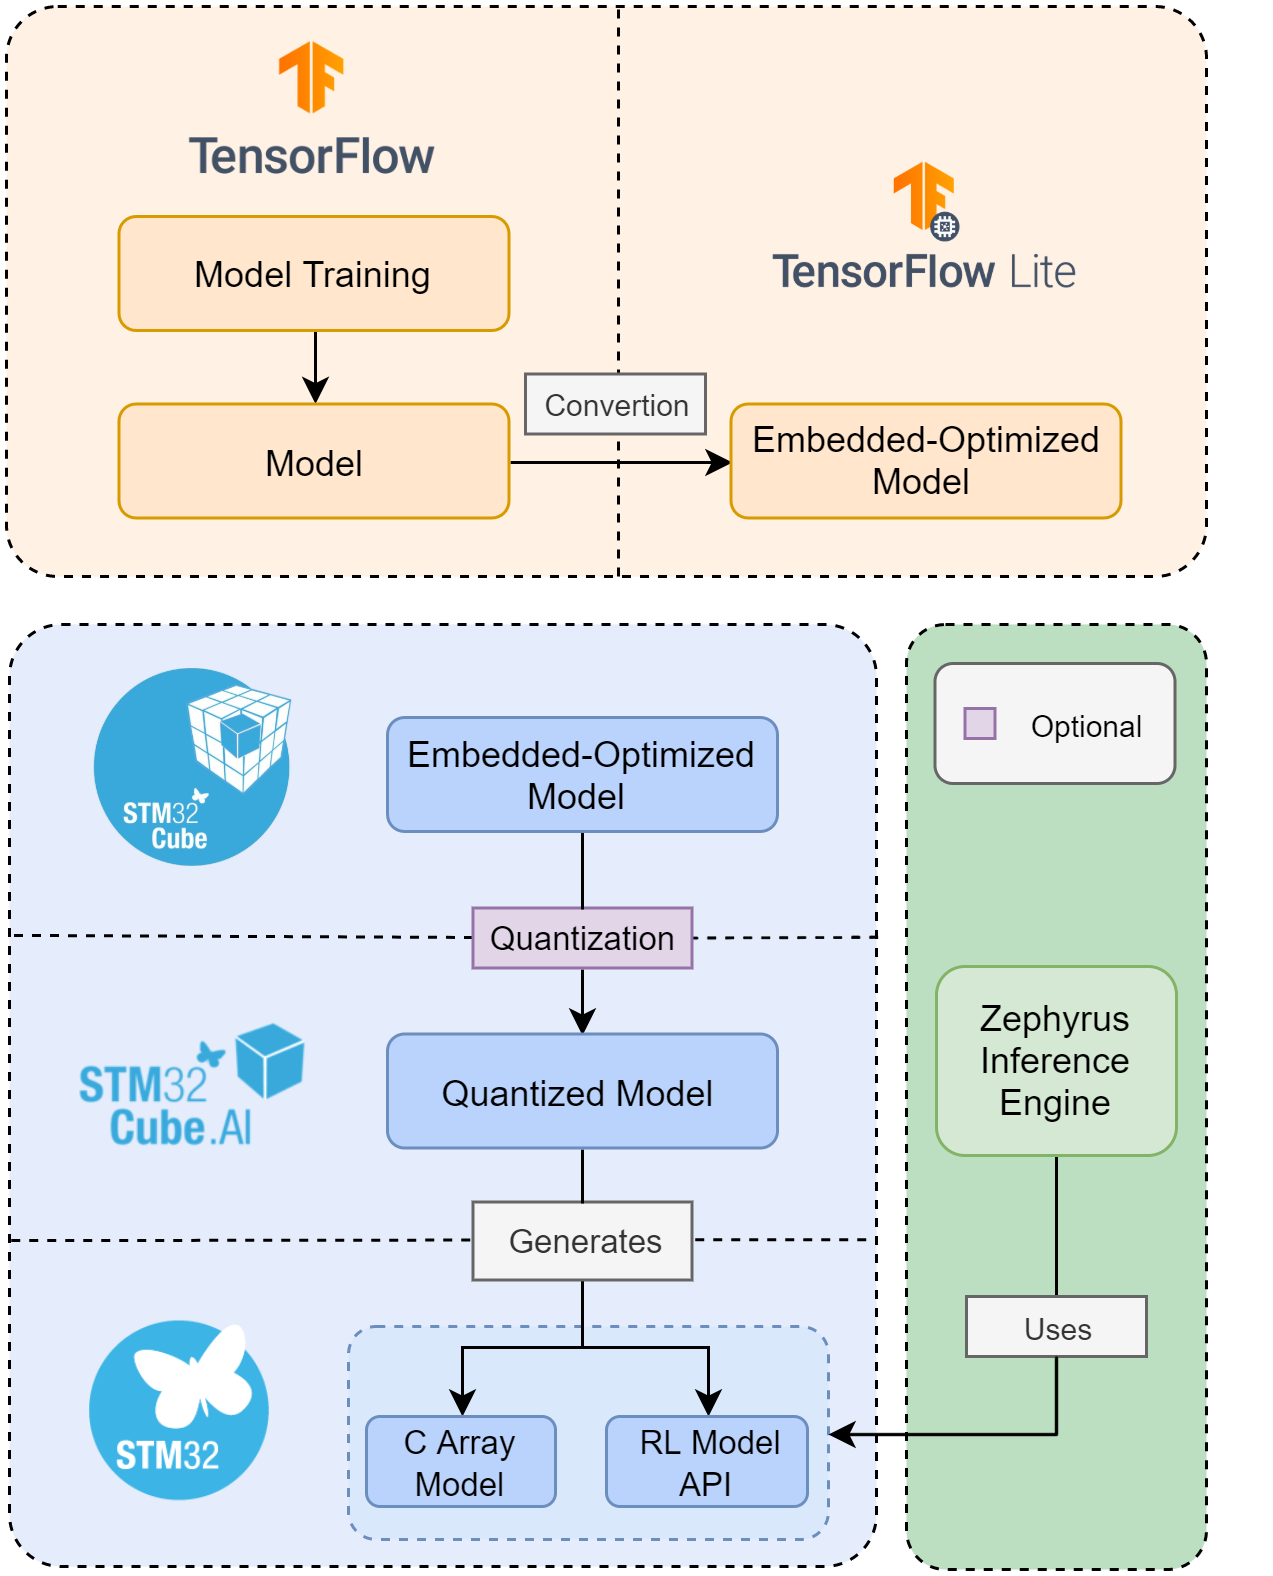 TensorFlow
Model Training
Model
Convertion
TensorFlow Lite
Embedded-Optimized
Model
STM32
Cube
Embedded-Optimized
Model
Quantization
STM32
Cube.AI
Quantized Model
Generates
STM32
C Array
Model
RL Model
API
Optional
Zephyrus
Inference
Engine
Uses